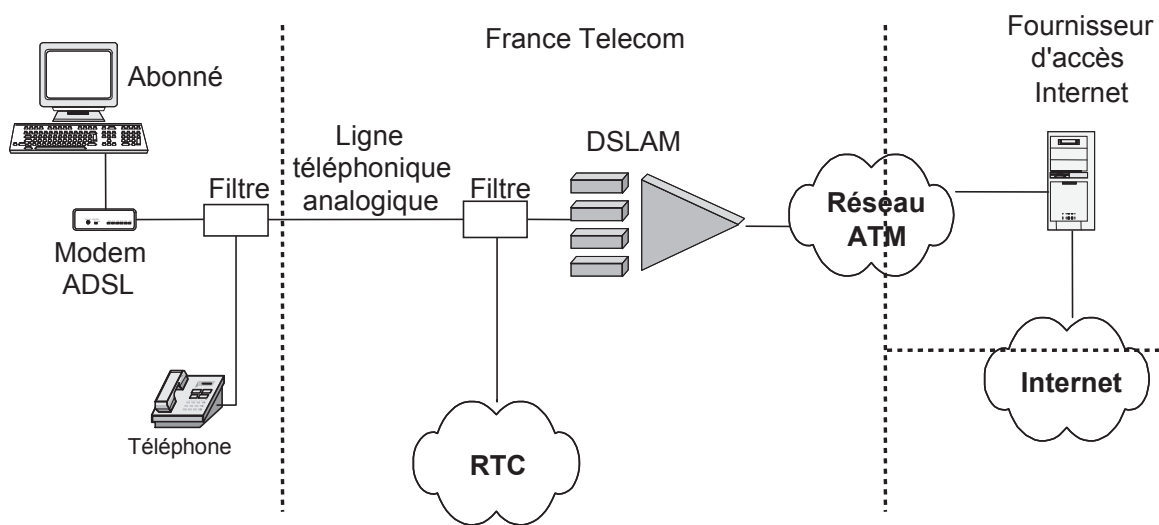 France Telecom
Fournisseur
d'accès
Internet
Abonné
Ligne
téléphonique
analogique
DSLAM
Filtre
Filtre
Réseau
ATM
Modem
ADSL
Internet
Téléphone
RTC